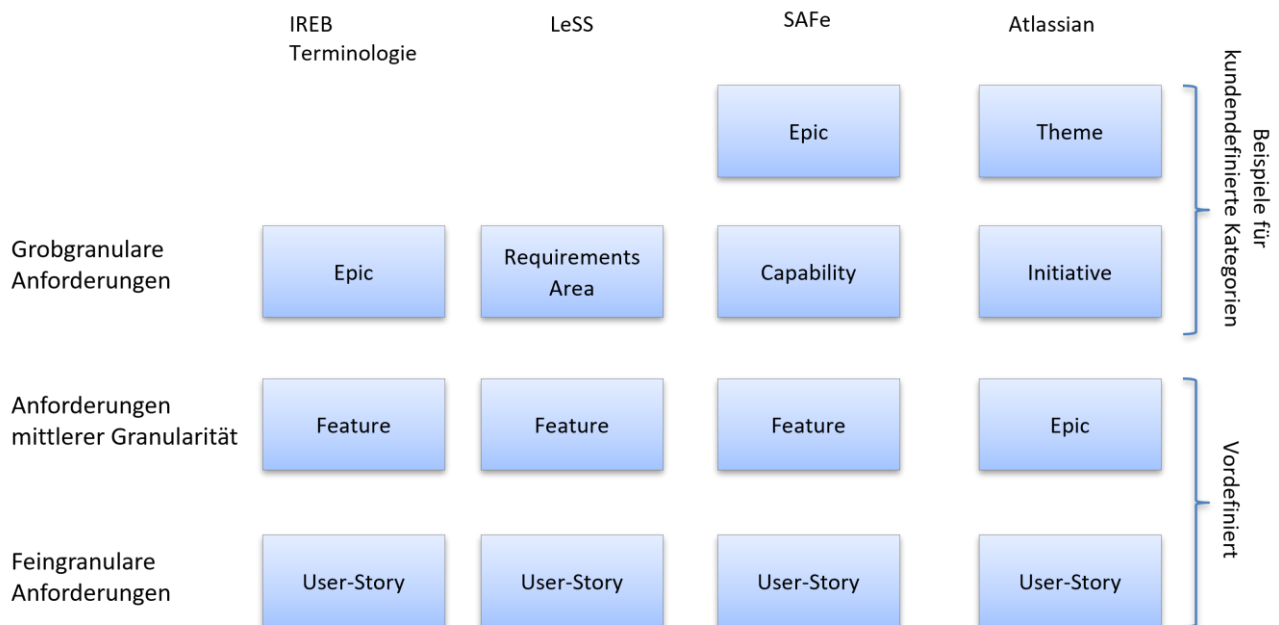 IREB
Terminologie
LeSS
SAFe
Atlassian
Epic
Theme
Beispiele für
kundendefinierte Kategorien
Grobgranulare
Anforderungen
Epic
Requirements
Area
Capability
Initiative
Anforderungen
mittlerer Granularität
Feature
Feature
Feature
Epic
Vordefiniert
Feingranulare
Anforderungen
User-Story
User-Story
User-Story
User-Story